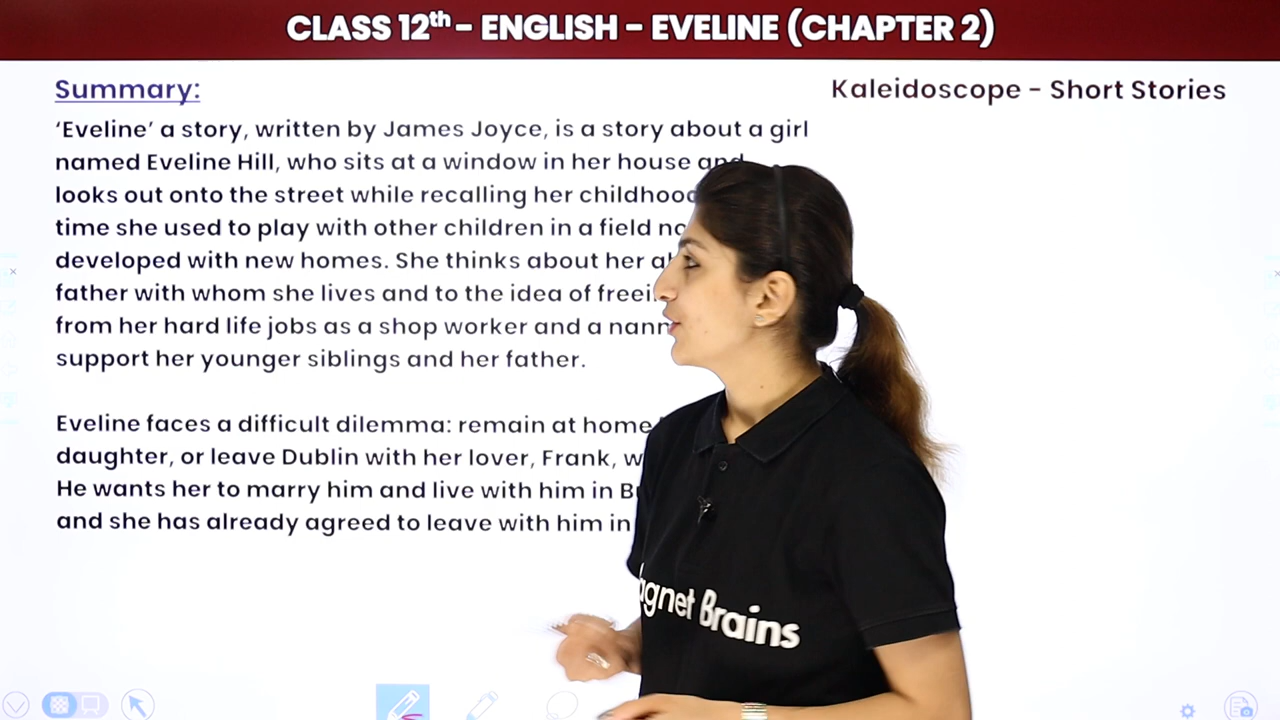 CLASS 12th - ENGLISH - EVELINE (CHAPTER 2)
Summary:
Kaleidoscope - Short Stories
‘Eveline’ a story, written by James Joyce, is a story about a girl
named Eveline Hill, who sits at a window in her house and
looks out onto the street while recalling her childhood
time she used to play with other children in a field
developed with new homes. She thinks about her
father with whom she lives and to the idea of
from her hard life jobs as a shop worker and a
support her younger siblings and her father.
Eveline faces a difficult dilemma: remain at home
daughter, or leave Dublin with her lover, Frank,
He wants her to marry him and live with him in
and she has already agreed to leave with him in
Brains